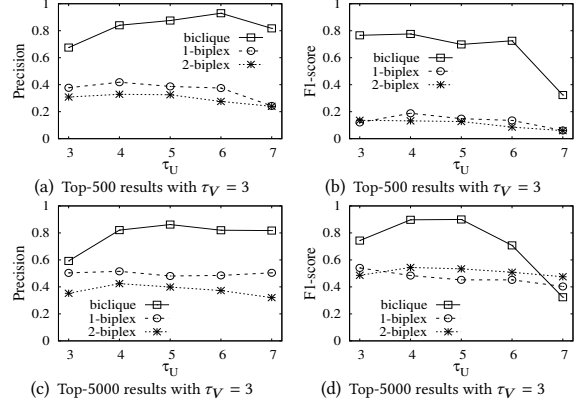 1
0.8
0.6
0.4
0.2
0
Precision
biclique
1-biplex
2-biplex
3 4 5 6 7
τU
(a) Top-500 results with τV = 3
1
0.8
0.6
0.4
0.2
0
F1-score
biclique
1-biplex
2-biplex
3 4 5 6 7
τU
(b) Top-500 results with τV = 3
1
0.8
0.6
0.4
0.2
0
Precision
biclique
1-biplex
2-biplex
3 4 5 6 7
τU
(c) Top-5000 results with τV = 3
1
0.8
0.6
0.4
0.2
0
F1-score
biclique
1-biplex
2-biplex
3 4 5 6 7
τU
(d) Top-5000 results with τV = 3